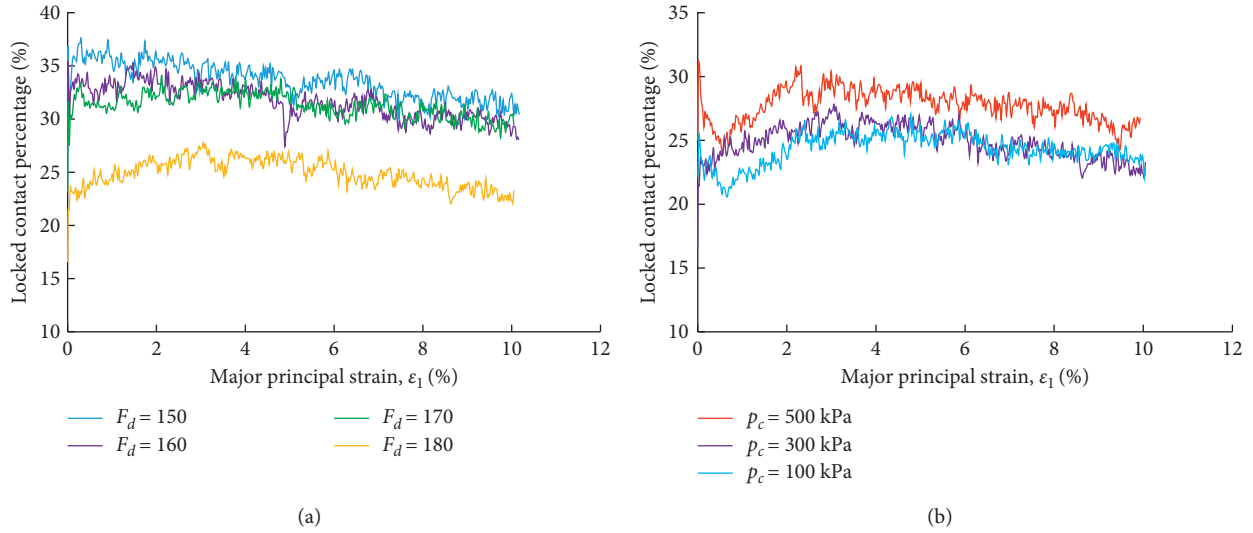 40
35
30
25
20
15
10
Locked contact percentage (%)
0
2
4
6
8
10
12
Major principal strain, ε1 (%)
Fd = 150
Fd = 160
Fd = 170
Fd = 180
(a)
35
30
25
20
15
10
Locked contact percentage (%)
0
2
4
6
8
10
12
Major principal strain, ε1 (%)
pc = 500 kPa
pc = 300 kPa
pc = 100 kPa
(b)